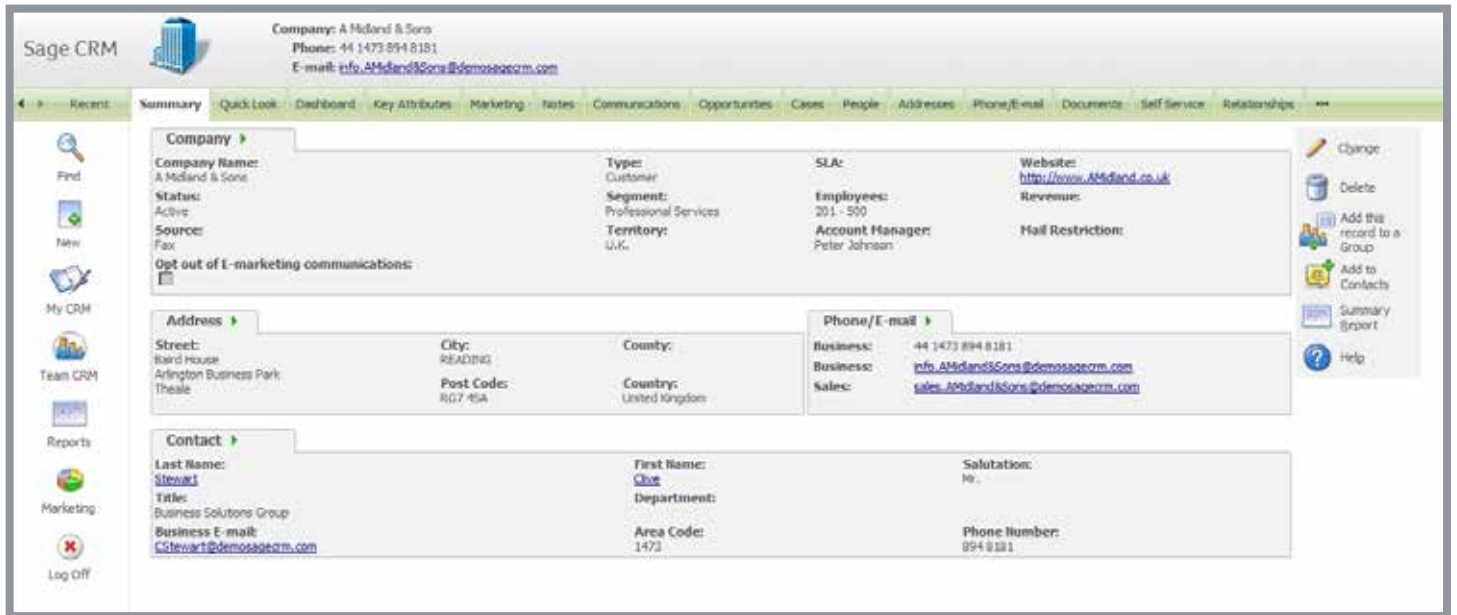 Sage CRM
Company: A Midland & Sons
Phone: 44 1473 894 8181
E-mail: info.AMidland&Sons@demosagecrm.com
Recent Summary Quick Look Dashboard Key Attributes Marketing Notes Communications Opportunities Cases People Addresses Phone/E-mail Documents Self Service Relationships •••
Find
New
My CRM
Team CRM
Reports
Marketing
Log Off
Company
Company Name: Type: SLA: Website:
A Midland & Sons Customer http://www.AMidland.co.uk
Status: Segment: Employees: Revenue:
Active Professional Services 201 - 500
Source: Territory: Account Manager: Mail Restriction:
Fax U.K. Peter Johnson
Opt out of E-marketing communications:
Address
Street: City: County:
Baird House READING
Arlington Business Park
Theale
Post Code: Country:
RG7 4SA United Kingdom
Phone/E-mail
Business: 44 1473 894 8181
Business: info.AMidland&Sons@demosagecrm.com
Sales: sales.AMidland&Sons@demosagecrm.com
Contact
Last Name: First Name: Salutation:
Stewart Clive Mr.
Title: Department:
Business Solutions Group
Business E-mail: Area Code: Phone Number:
CStewart@demosagecrm.com 1473 894 8181
Change
Delete
Add this
record to a
Group
Add to
Contacts
Summary
Report
Help